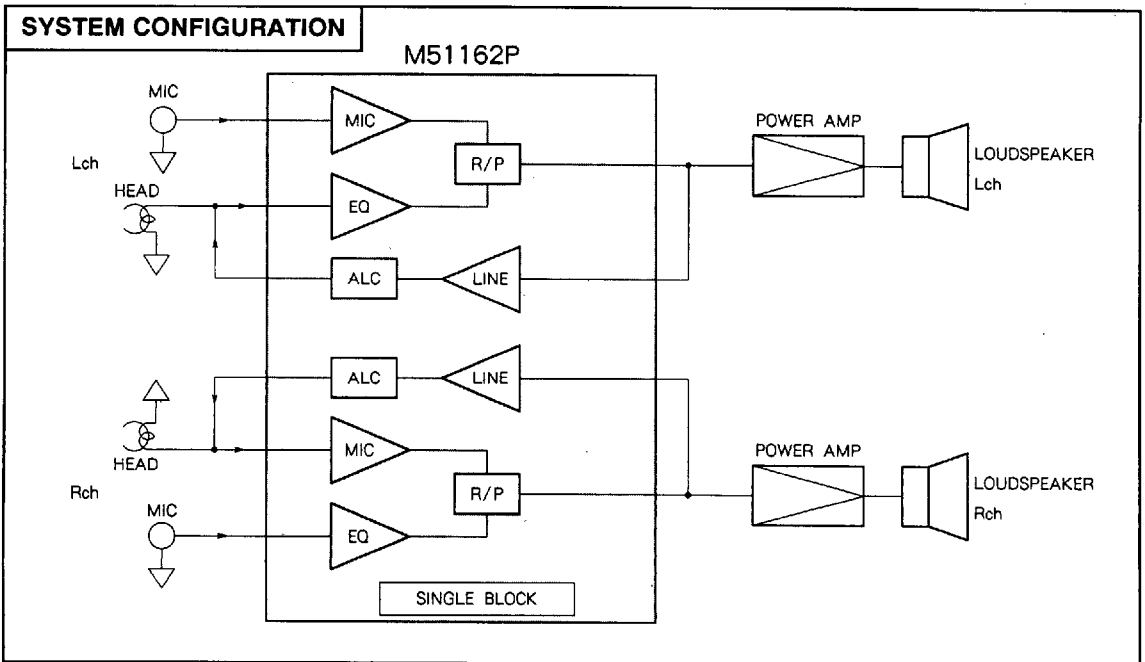 SYSTEM CONFIGURATION
M51162P
MIC
MIC
POWER AMP
Lch
R/P
LOUDSPEAKER
Lch
HEAD
EQ
ALC
LINE
ALC
LINE
HEAD
MIC
POWER AMP
Rch
R/P
LOUDSPEAKER
Rch
MIC
EQ
SINGLE BLOCK